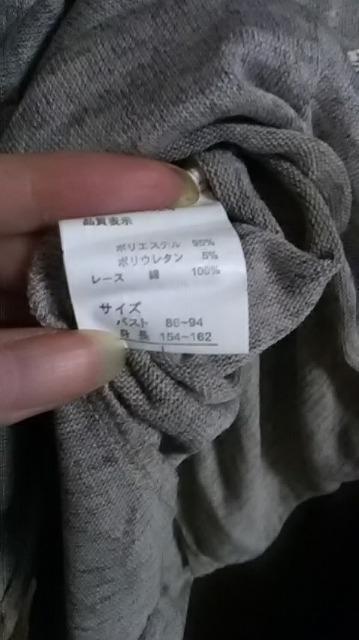 品質表示
ポリエステル 95%
ポリウレタン 5%
レース 綿 100%
サイズ
バスト 86-94
身長 154-162